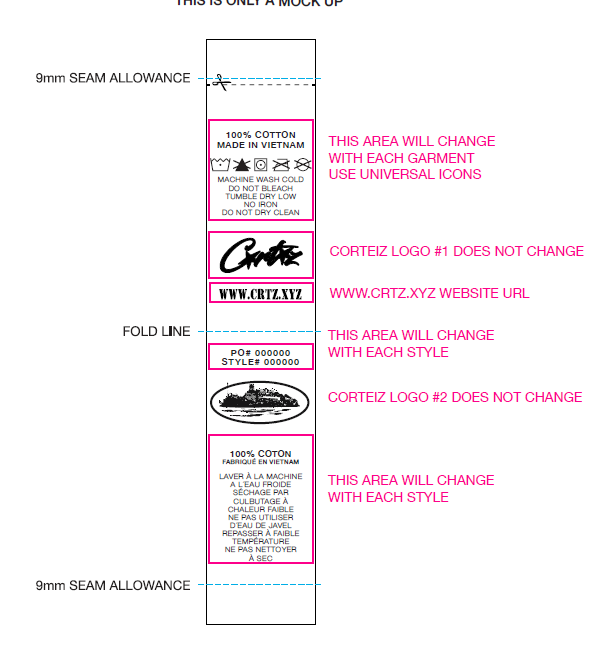 THIS IS ONLY A MOCK UP
9mm SEAM ALLOWANCE
100% COTTON
MADE IN VIETNAM
MACHINE WASH COLD
DO NOT BLEACH
TUMBLE DRY LOW
NO IRON
DO NOT DRY CLEAN
THIS AREA WILL CHANGE
WITH EACH GARMENT
USE UNIVERSAL ICONS
Crtz
CORTEIZ LOGO #1 DOES NOT CHANGE
WWW.CRTZ.XYZ
WWW.CRTZ.XYZ WEBSITE URL
FOLD LINE
THIS AREA WILL CHANGE
WITH EACH STYLE
PO# 000000
STYLE# 000000
CORTEIZ LOGO #2 DOES NOT CHANGE
100% COTON
FABRIQUÉ EN VIETNAM
LAVER À LA MACHINE
A L'EAU FROIDE
SÉCHAGE PAR
CULBUTAGE À
CHALEUR FAIBLE
NE PAS UTILISER
D'EAU DE JAVEL
REPASSER À FAIBLE
TEMPÉRATURE
NE PAS NETTOYER
À SEC
THIS AREA WILL CHANGE
WITH EACH STYLE
9mm SEAM ALLOWANCE